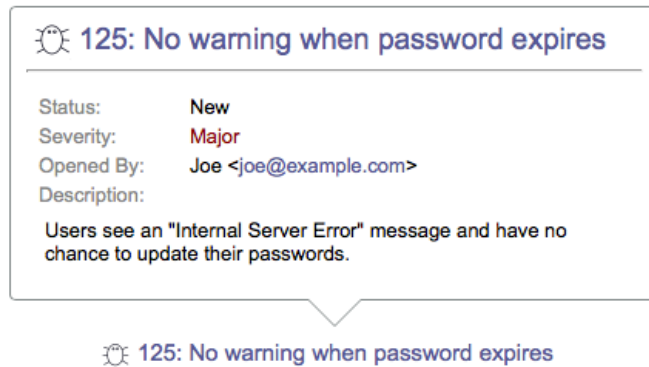 125: No warning when password expires
Status: New
Severity: Major
Opened By: Joe <joe@example.com>
Description:
Users see an "Internal Server Error" message and have no
chance to update their passwords.
125: No warning when password expires